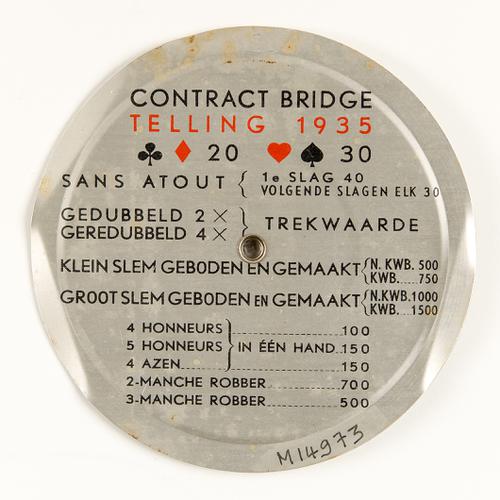 CONTRACT BRIDGE
TELLING 1935
♣ ♦ 20 ♥ ♠ 30
SANS ATOUT { 1e SLAG 40
VOLGENDE SLAGEN ELK 30
GEDUBBELD 2×
GEREDUBBELD 4× } TREKWAARDE
KLEIN SLEM GEBODEN EN GEMAAKT { N. KWB. 500
KWB.....750
GROOT SLEM GEBODEN EN GEMAAKT { N.KWB.1000
KWB.... 1500
4 HONNEURS ............ 100
5 HONNEURS } IN ÉÉN HAND..150
4 AZEN ............ 150
2-MANCHE ROBBER ............ 700
3-MANCHE ROBBER ............ 500
M14973